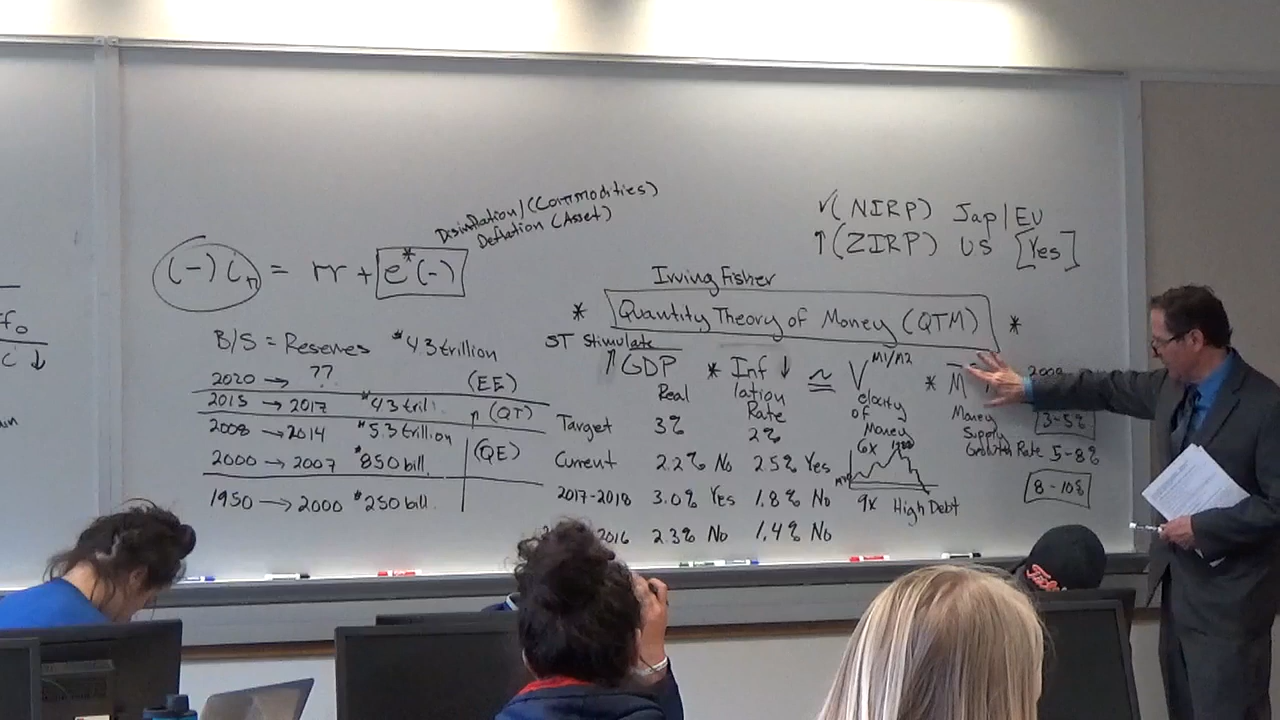 Disinflation/(Commodities)
Deflation (Asset)
(-) in = rr + e*(-)
B/S = Reserves $4.3 trillion
2020 → ?? (EE)
2015 → 2017 $4.3 trill. ↑ (QT)
2008 → 2014 $5.3 trillion
2000 → 2007 $850 bill. (QE)
1950 → 2000 $250 bill.
√(NIRP) Jap/EU
↑(ZIRP) US [Yes]
Irving Fisher
* Quantity Theory of Money (QTM) *
ST Stimulate
↑GDP * Inf ↓ ≅ V M1/M2 * M
Real lation Rate elocity of Money Money Supply Growth Rate
Target 3% 2%
Current 2.2% No 2.5% Yes
2017-2018 3.0% Yes 1.8% No
2016 2.3% No 1.4% No
6x
9x High Debt
3-5%
5-8%
8-10%
C ↓